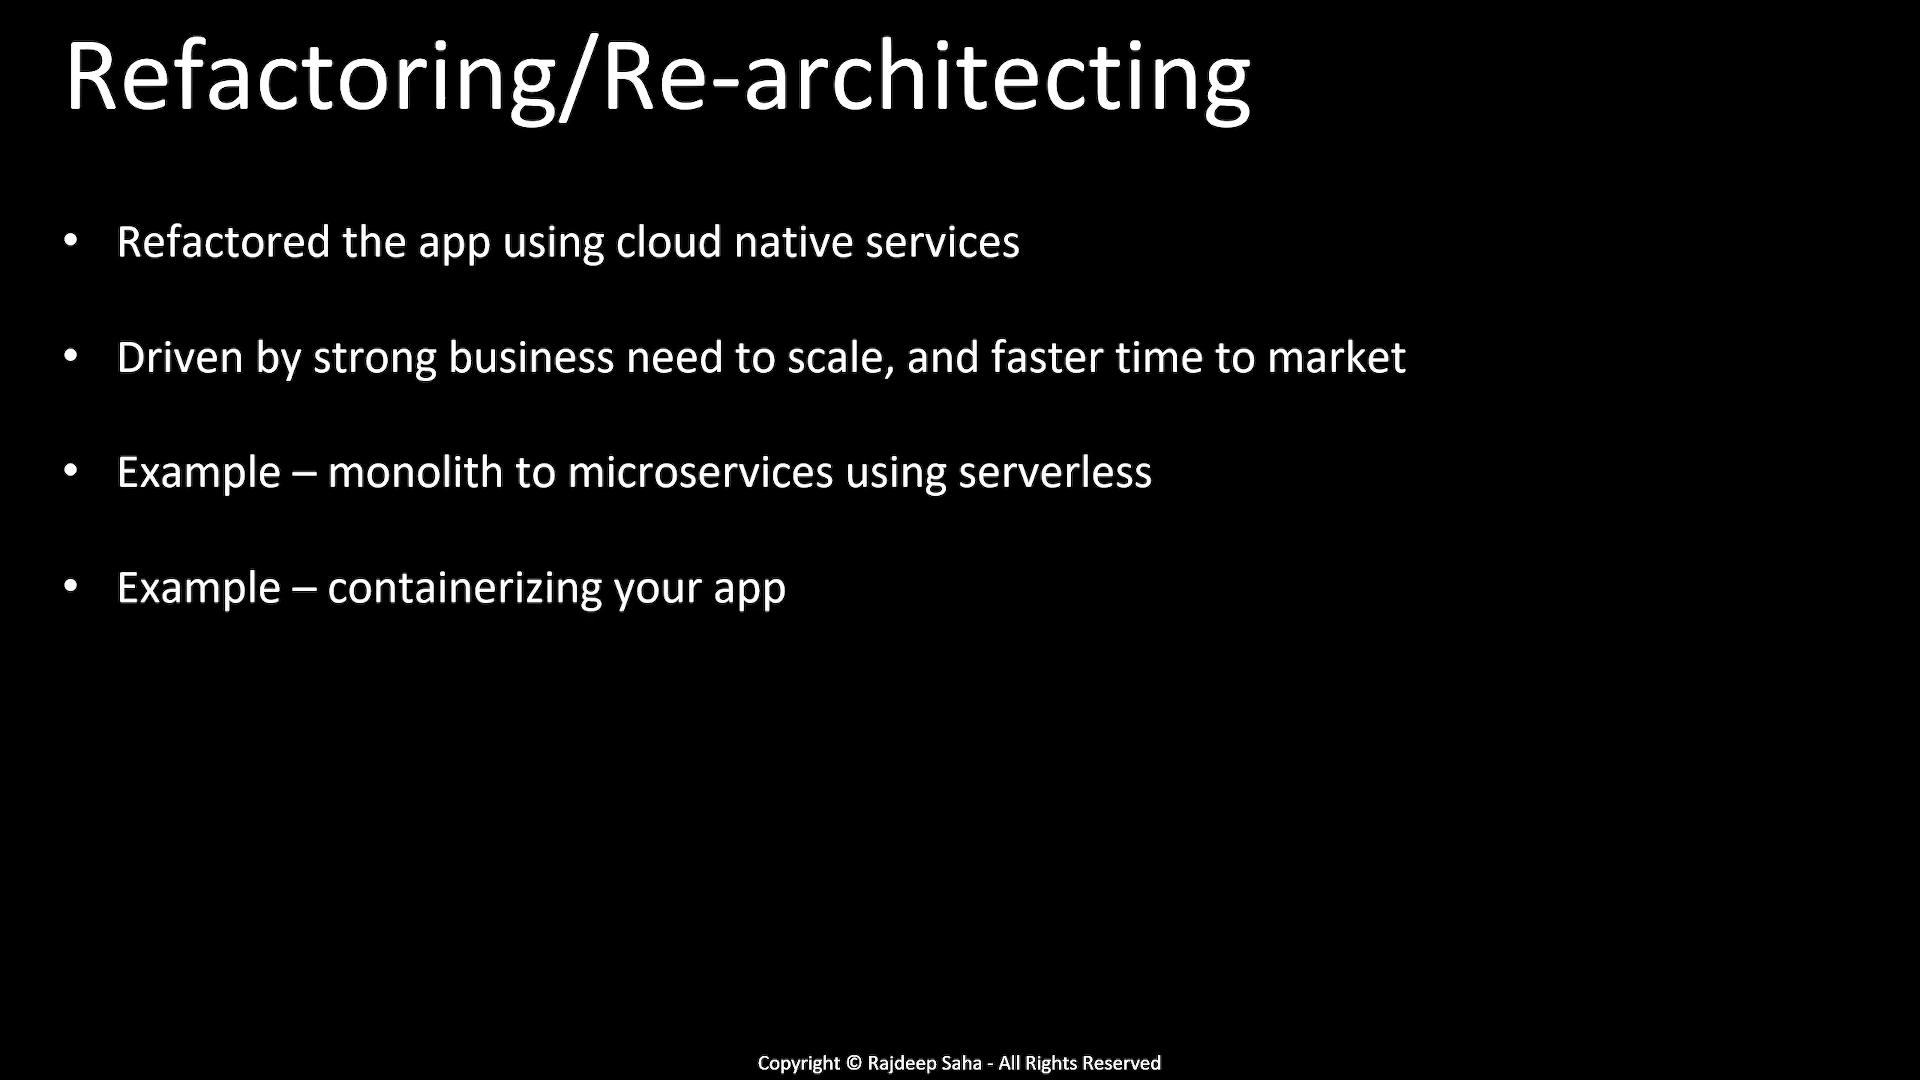 Refactoring/Re-architecting
• Refactored the app using cloud native services
• Driven by strong business need to scale, and faster time to market
• Example – monolith to microservices using serverless
• Example – containerizing your app
Copyright © Rajdeep Saha - All Rights Reserved